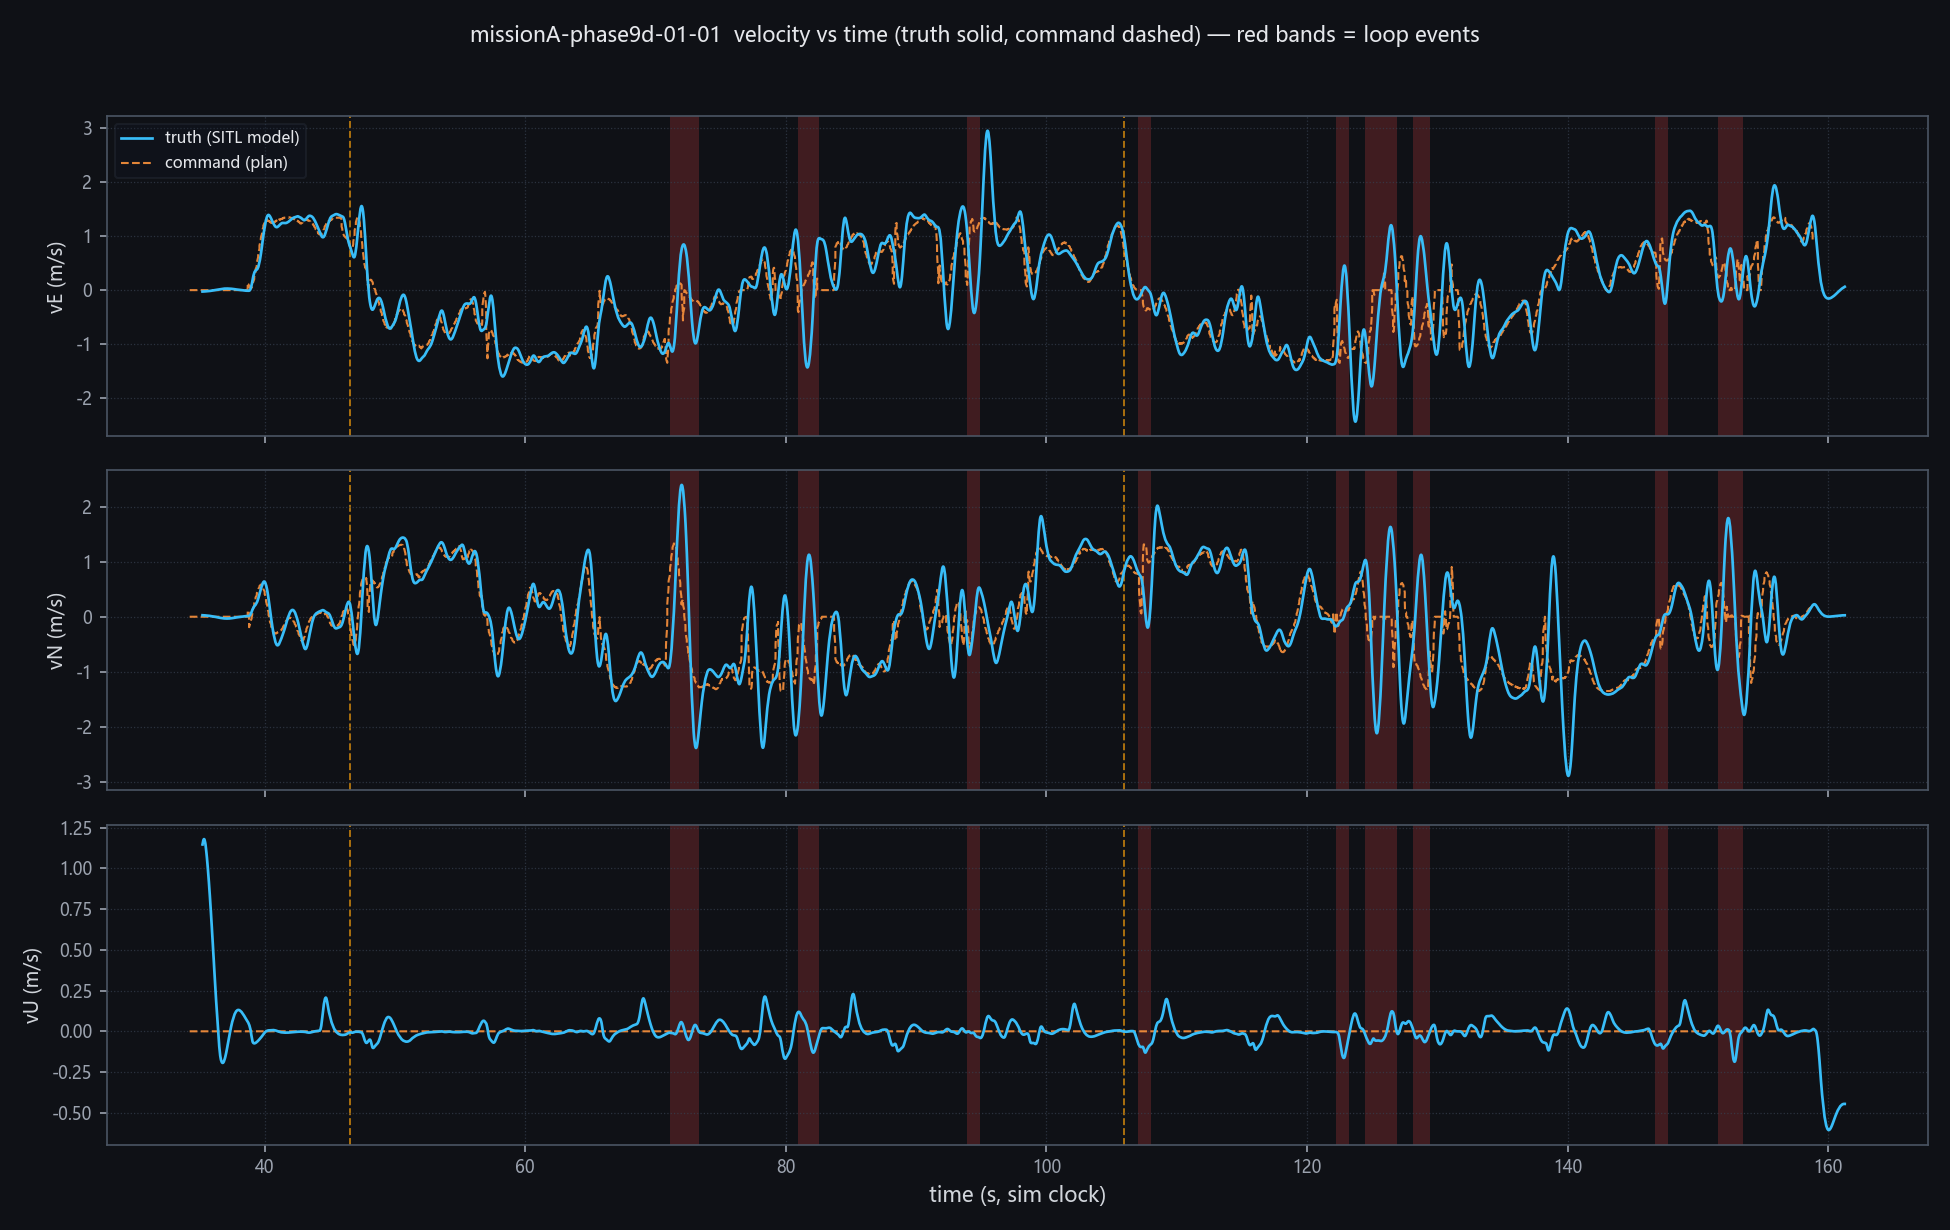 missionA-phase9d-01-01  velocity vs time (truth solid, command dashed) — red bands = loop events
truth (SITL model)
command (plan)
3
2
1
0
-1
-2
vE (m/s)
2
1
0
-1
-2
-3
vN (m/s)
1.25
1.00
0.75
0.50
0.25
0.00
-0.25
-0.50
vU (m/s)
40 60 80 100 120 140 160
time (s, sim clock)